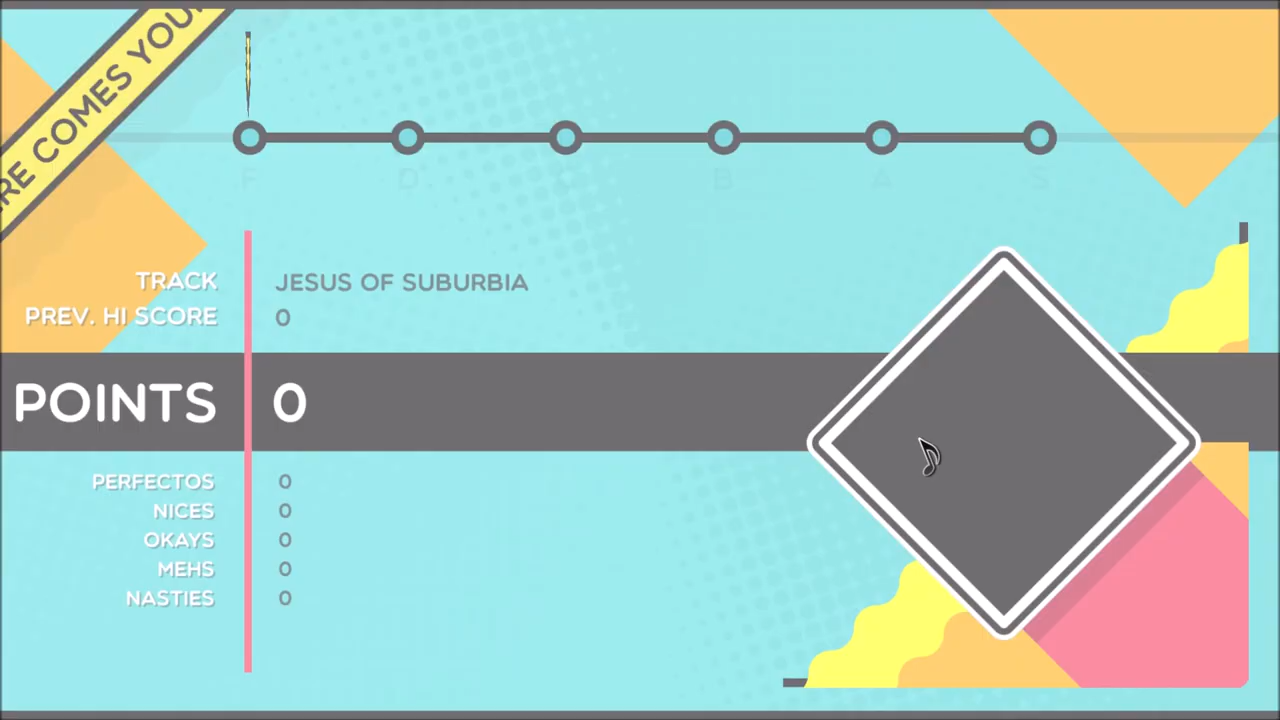 RE COMES YOUR
F D B A S
TRACK JESUS OF SUBURBIA
PREV. HI SCORE 0
POINTS 0
PERFECTOS 0
NICES 0
OKAYS 0
MEHS 0
NASTIES 0